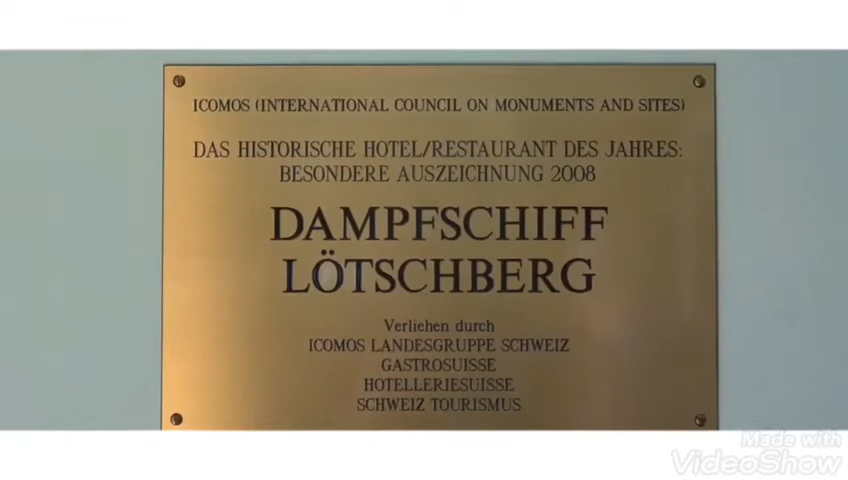 ICOMOS (INTERNATIONAL COUNCIL ON MONUMENTS AND SITES)
DAS HISTORISCHE HOTEL/RESTAURANT DES JAHRES:
BESONDERE AUSZEICHNUNG 2008
DAMPFSCHIFF
LÖTSCHBERG
Verliehen durch
ICOMOS LANDESGRUPPE SCHWEIZ
GASTROSUISSE
HOTELLERIESUISSE
SCHWEIZ TOURISMUS
Made with
VideoShow